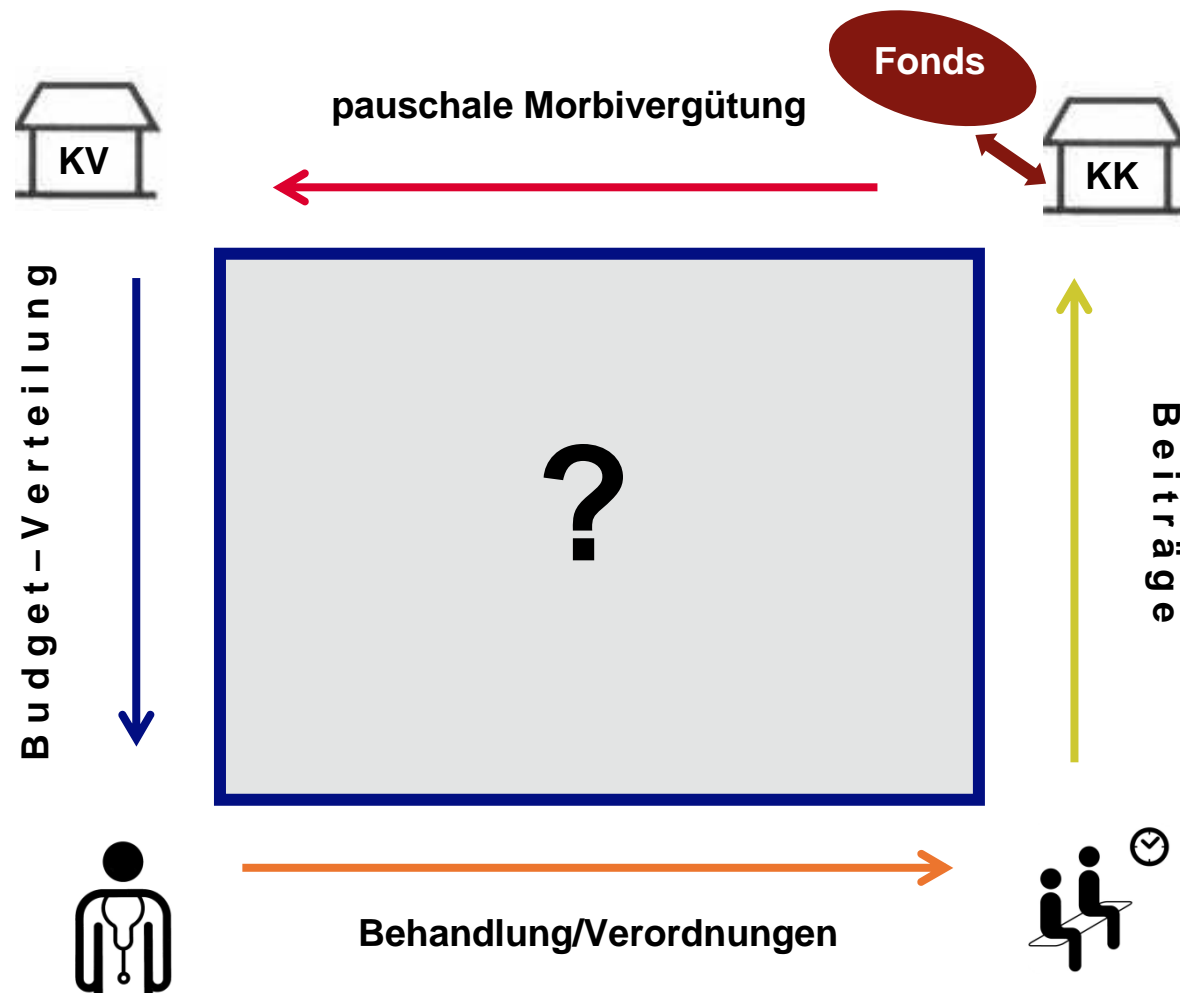 Fonds
pauschale Morbivergütung
KV
KK
Budget–Verteilung
?
Beiträge
Behandlung/Verordnungen